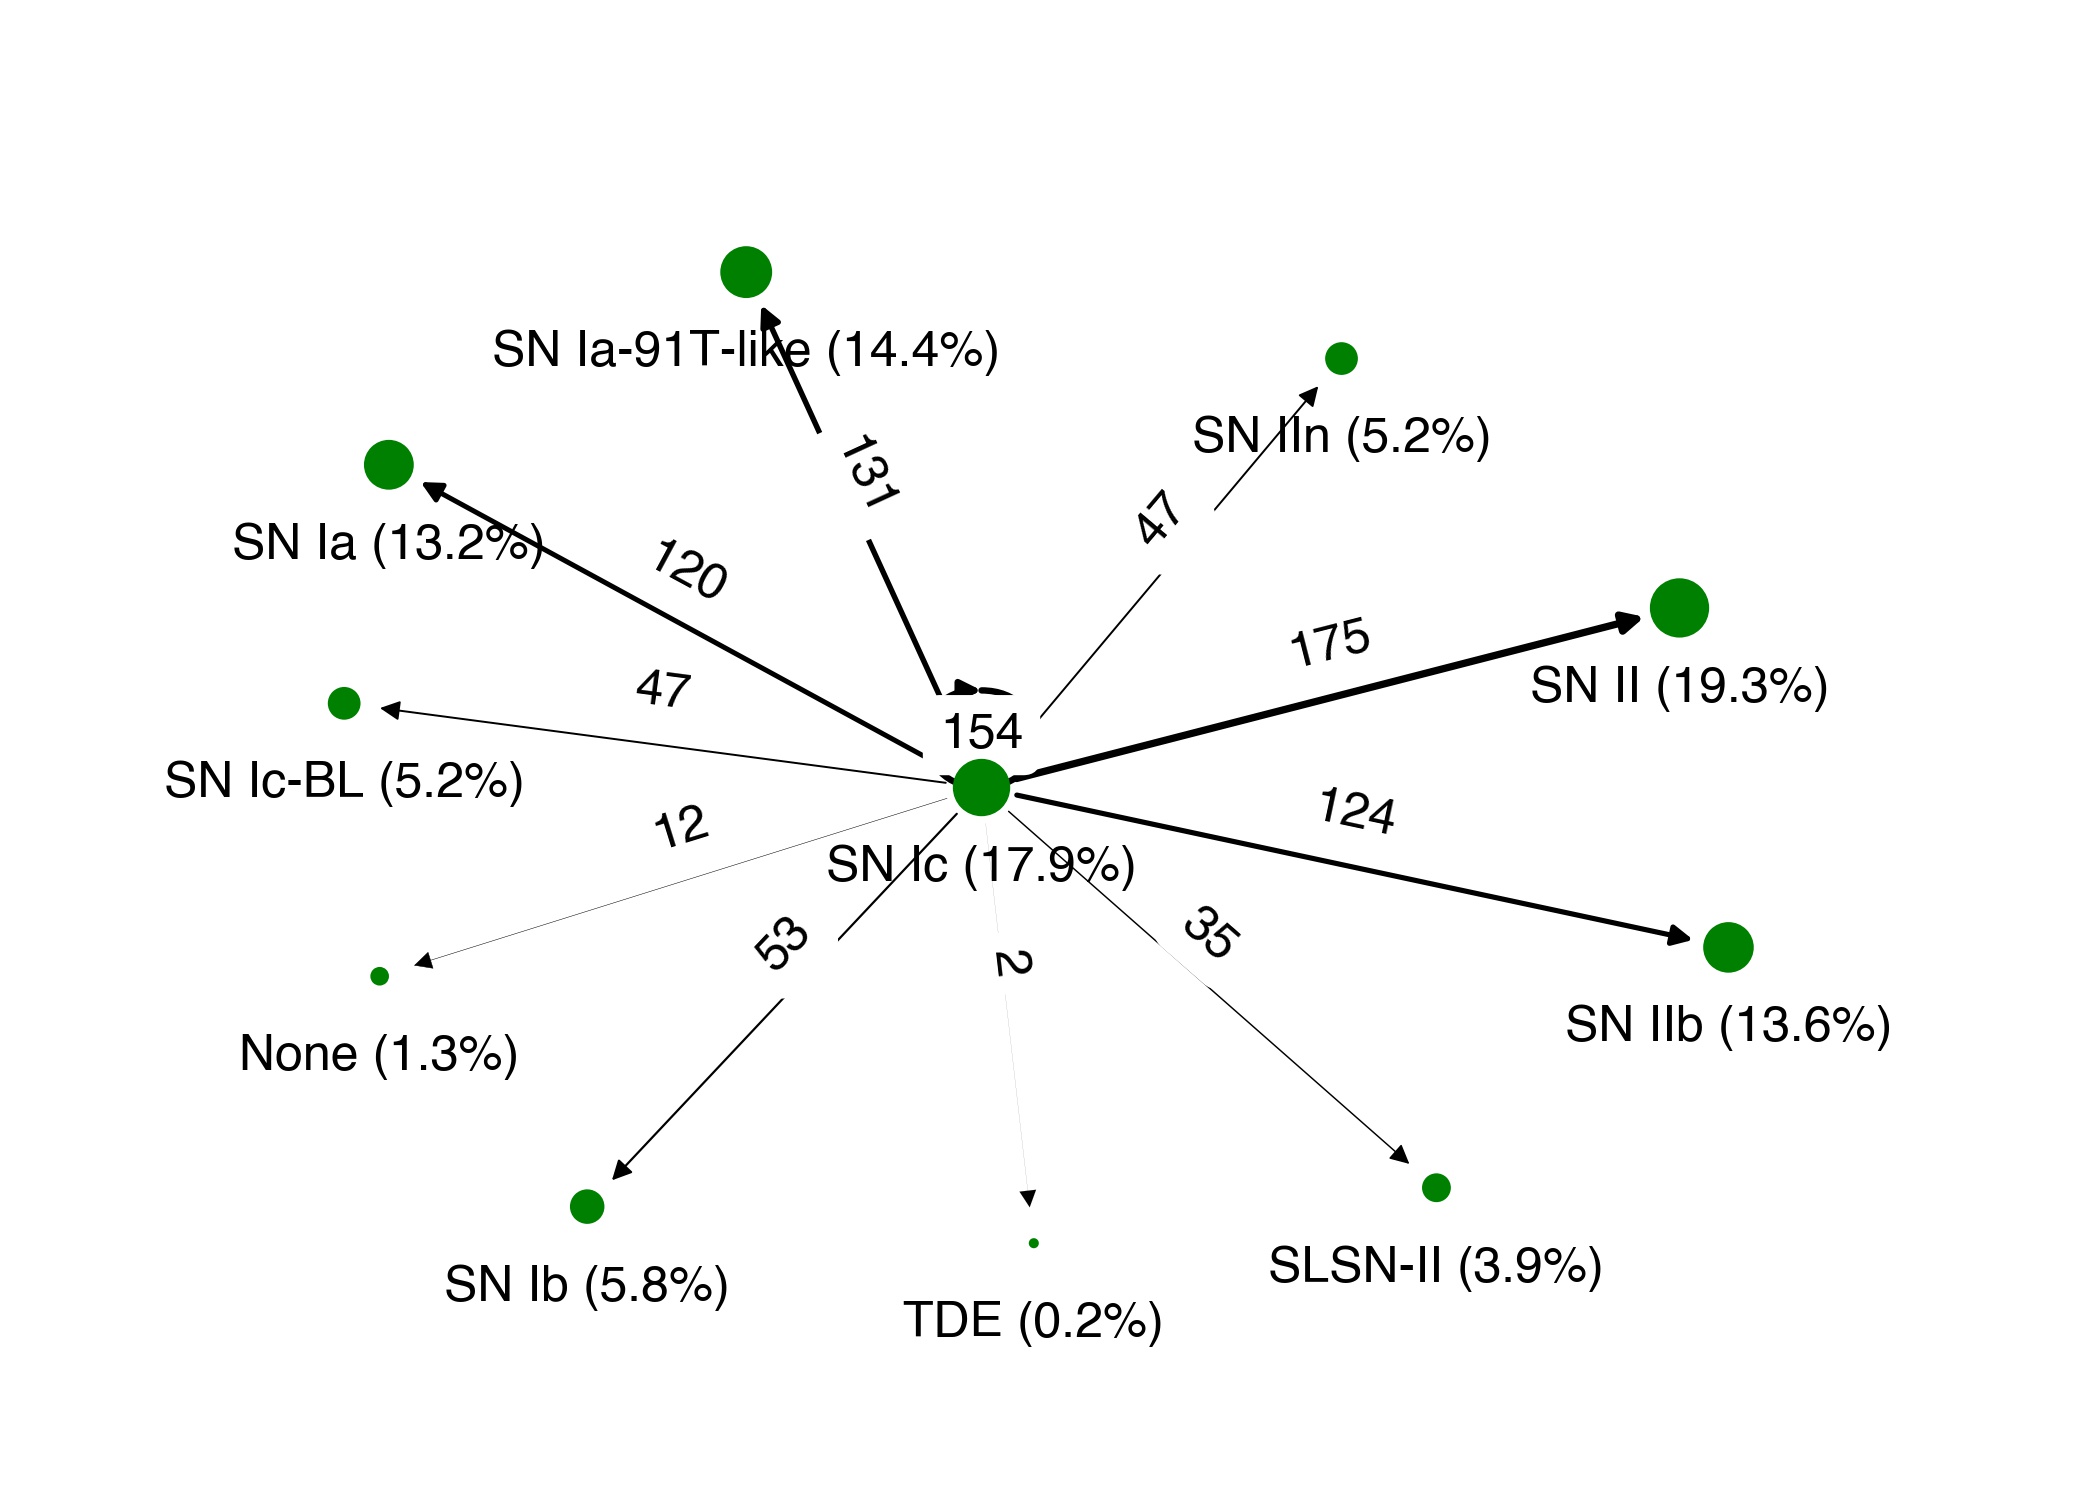 SN Ia-91T-like (14.4%)
SN IIn (5.2%)
131
47
SN Ia (13.2%)
120
175
47
SN II (19.3%)
154
SN Ic-BL (5.2%)
12
124
SN Ic (17.9%)
53
2
35
None (1.3%)
SN IIb (13.6%)
SN Ib (5.8%)
TDE (0.2%)
SLSN-II (3.9%)